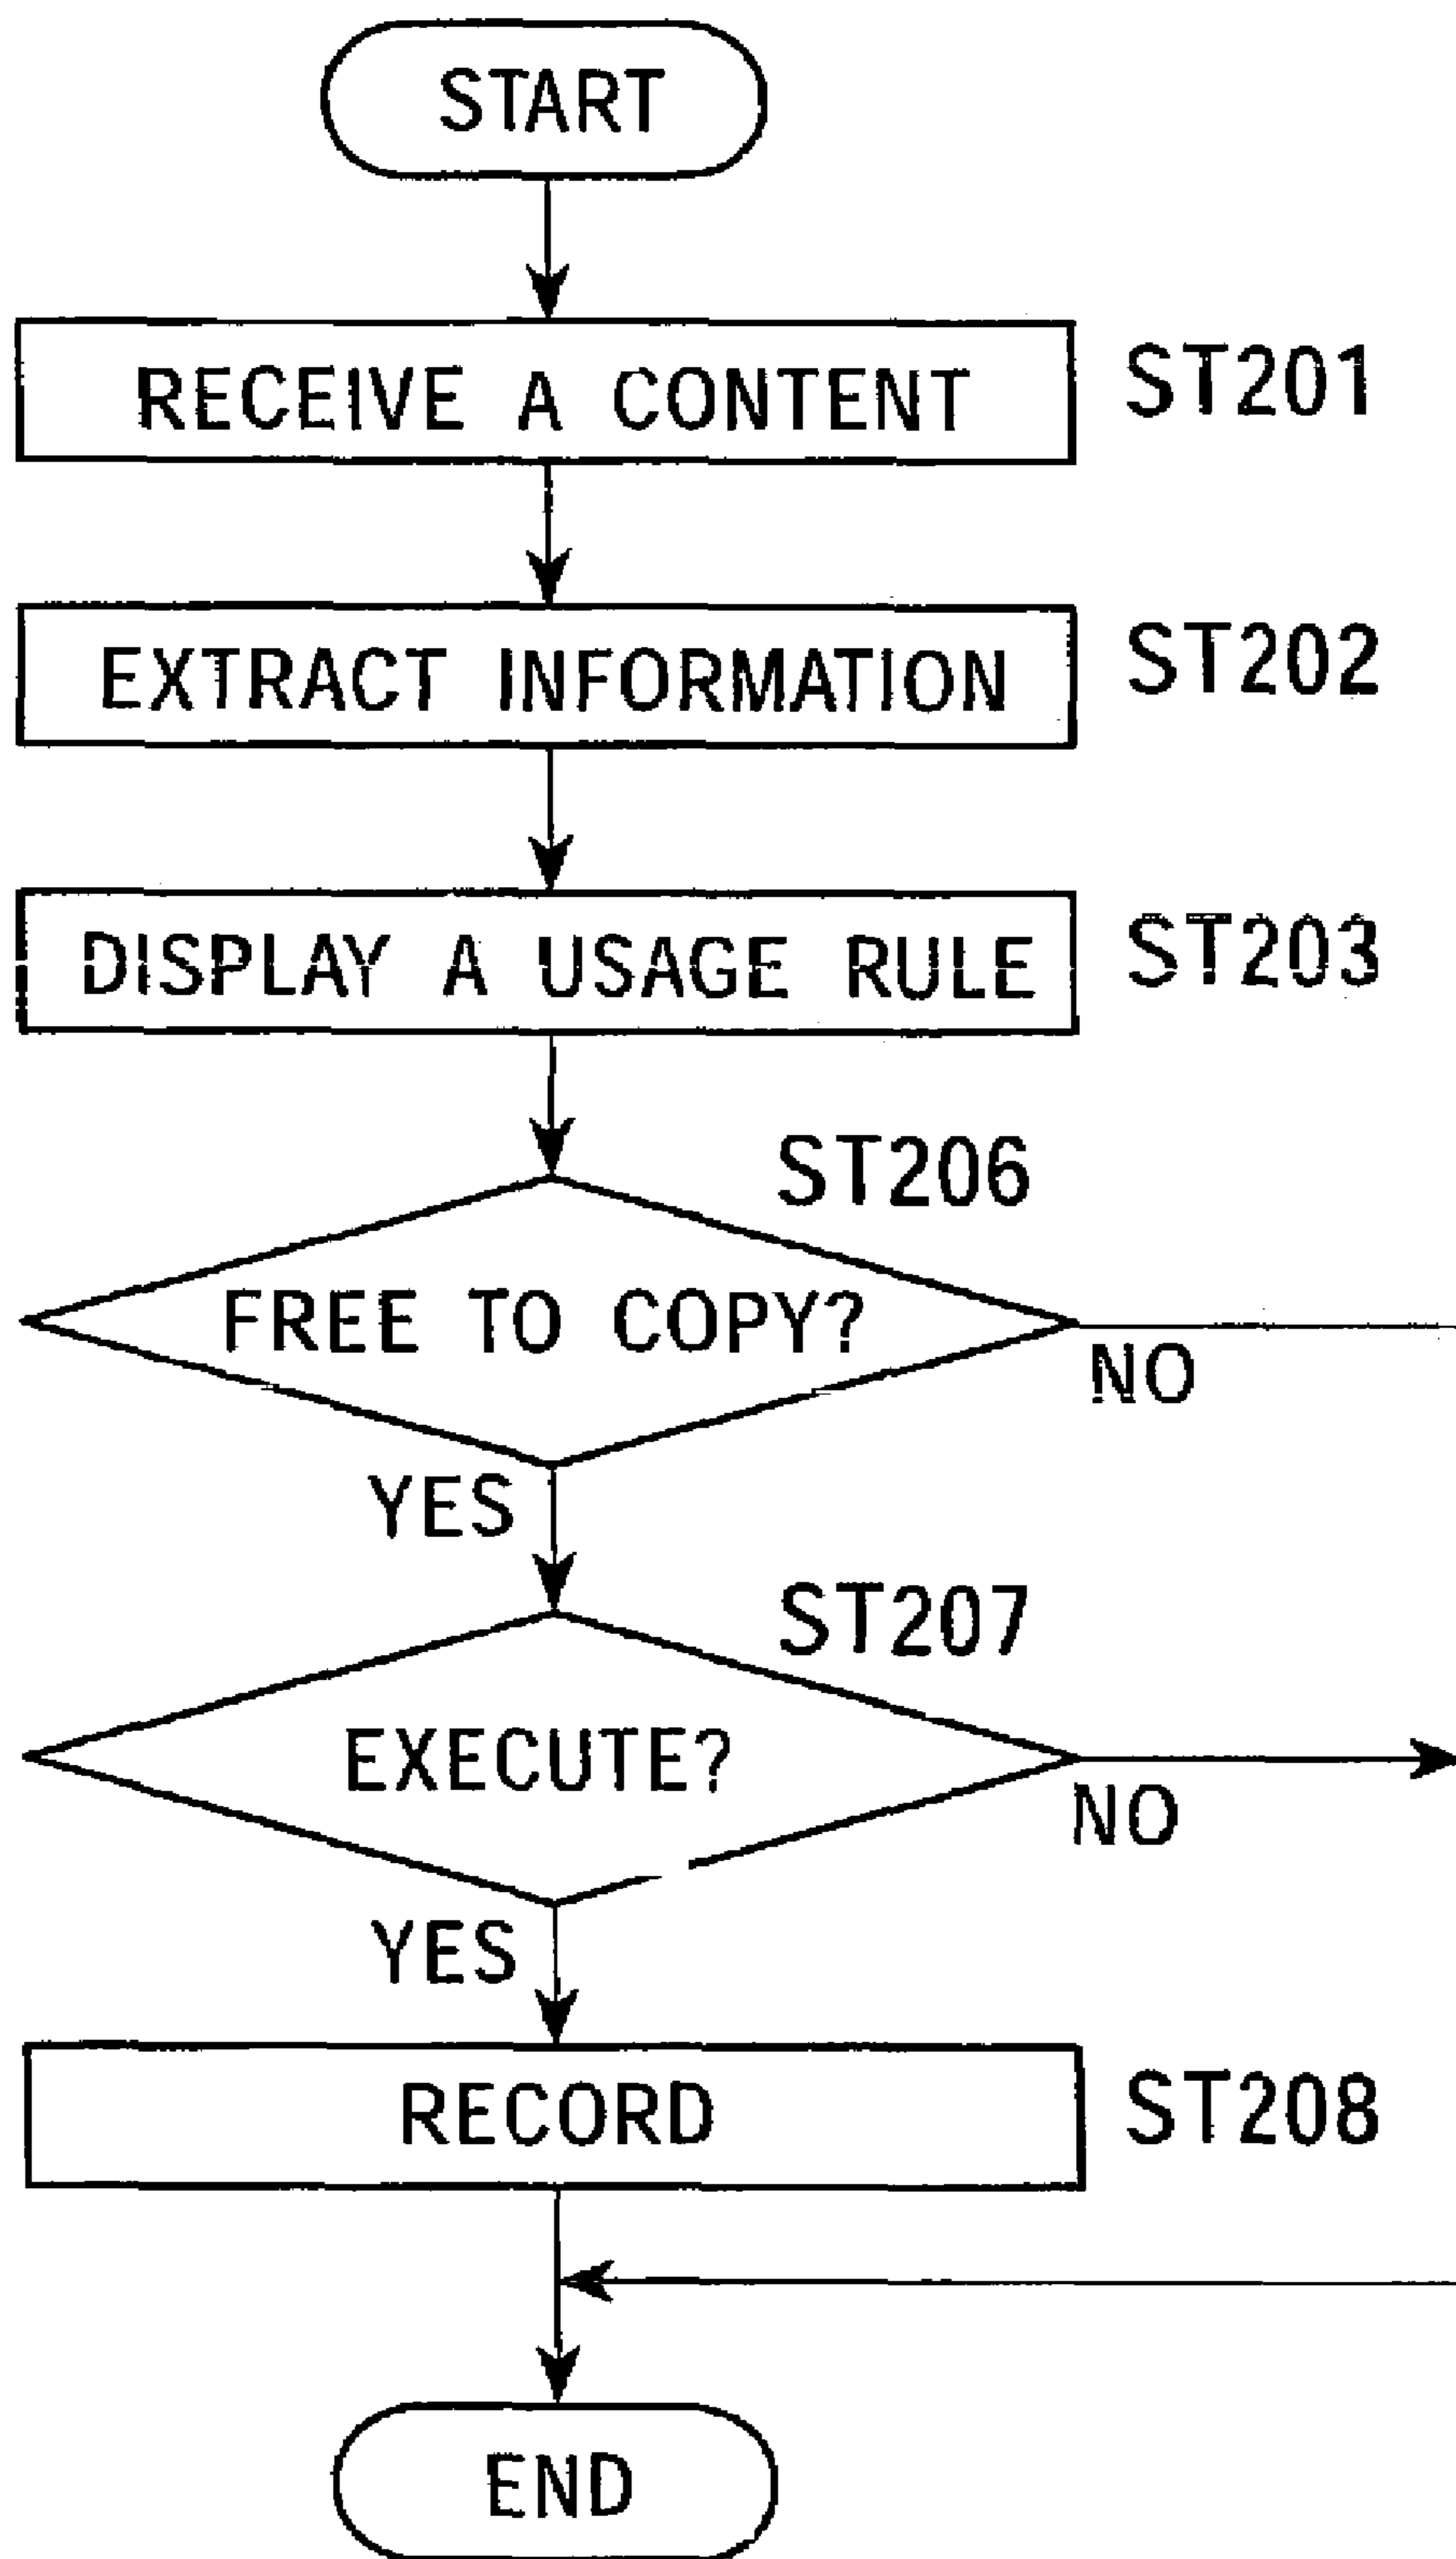 START
RECEIVE A CONTENT
ST201
EXTRACT INFORMATION
ST202
DISPLAY A USAGE RULE
ST203
ST206
FREE TO COPY?
NO
YES
ST207
EXECUTE?
NO
YES
RECORD
ST208
END